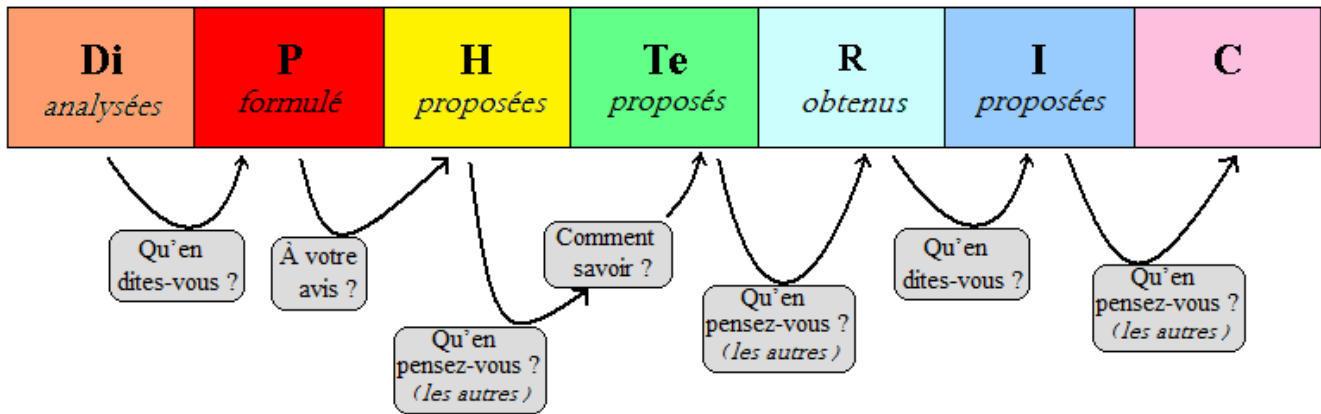 Di
analysées
P
formulé
H
proposées
Te
proposés
R
obtenus
I
proposées
C
Qu'en
dites-vous ?
À votre
avis ?
Qu'en
pensez-vous ?
(les autres)
Comment
savoir ?
Qu'en
pensez-vous ?
(les autres)
Qu'en
dites-vous ?
Qu'en
pensez-vous ?
(les autres)